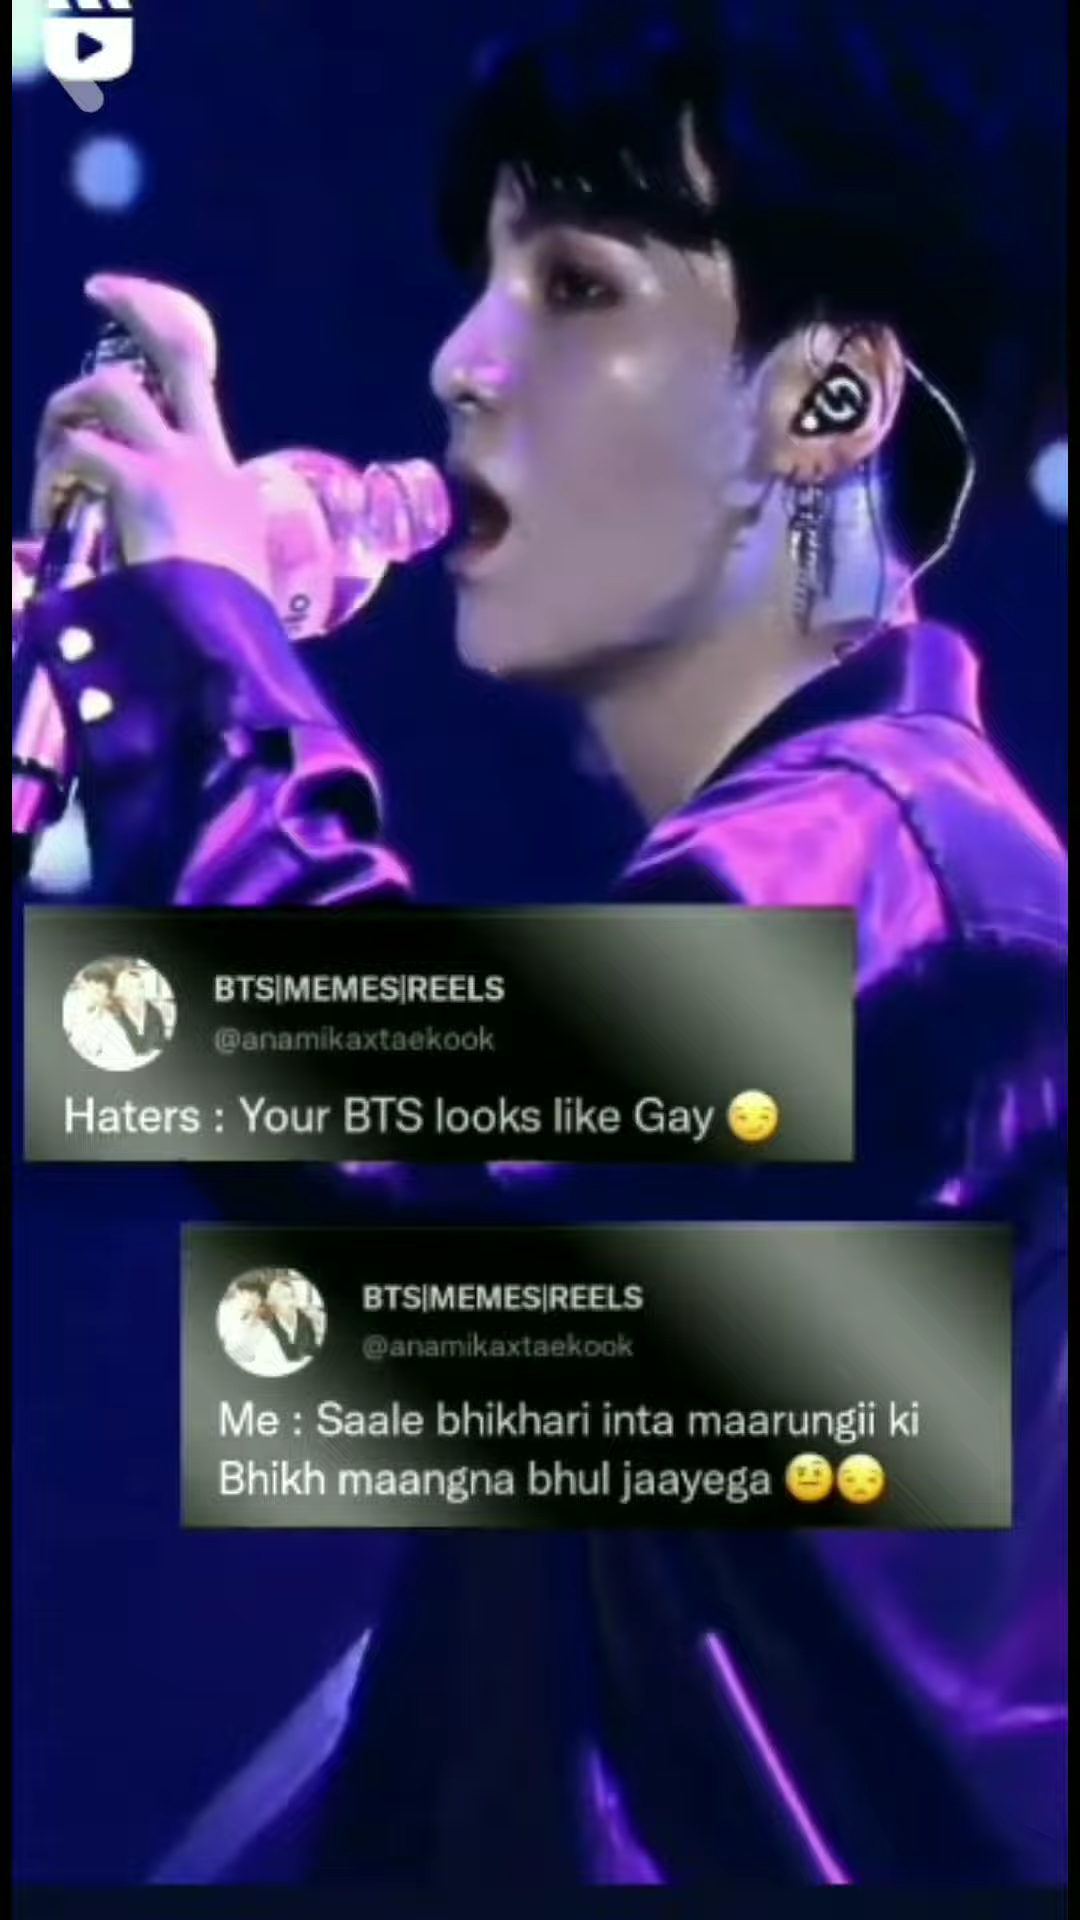 BTS|MEMES|REELS
@anamikaxtaekook
Haters : Your BTS looks like Gay 😏
BTS|MEMES|REELS
@anamikaxtaekook
Me : Saale bhikhari inta maarungii ki
Bhikh maangna bhul jaayega 🤨😒